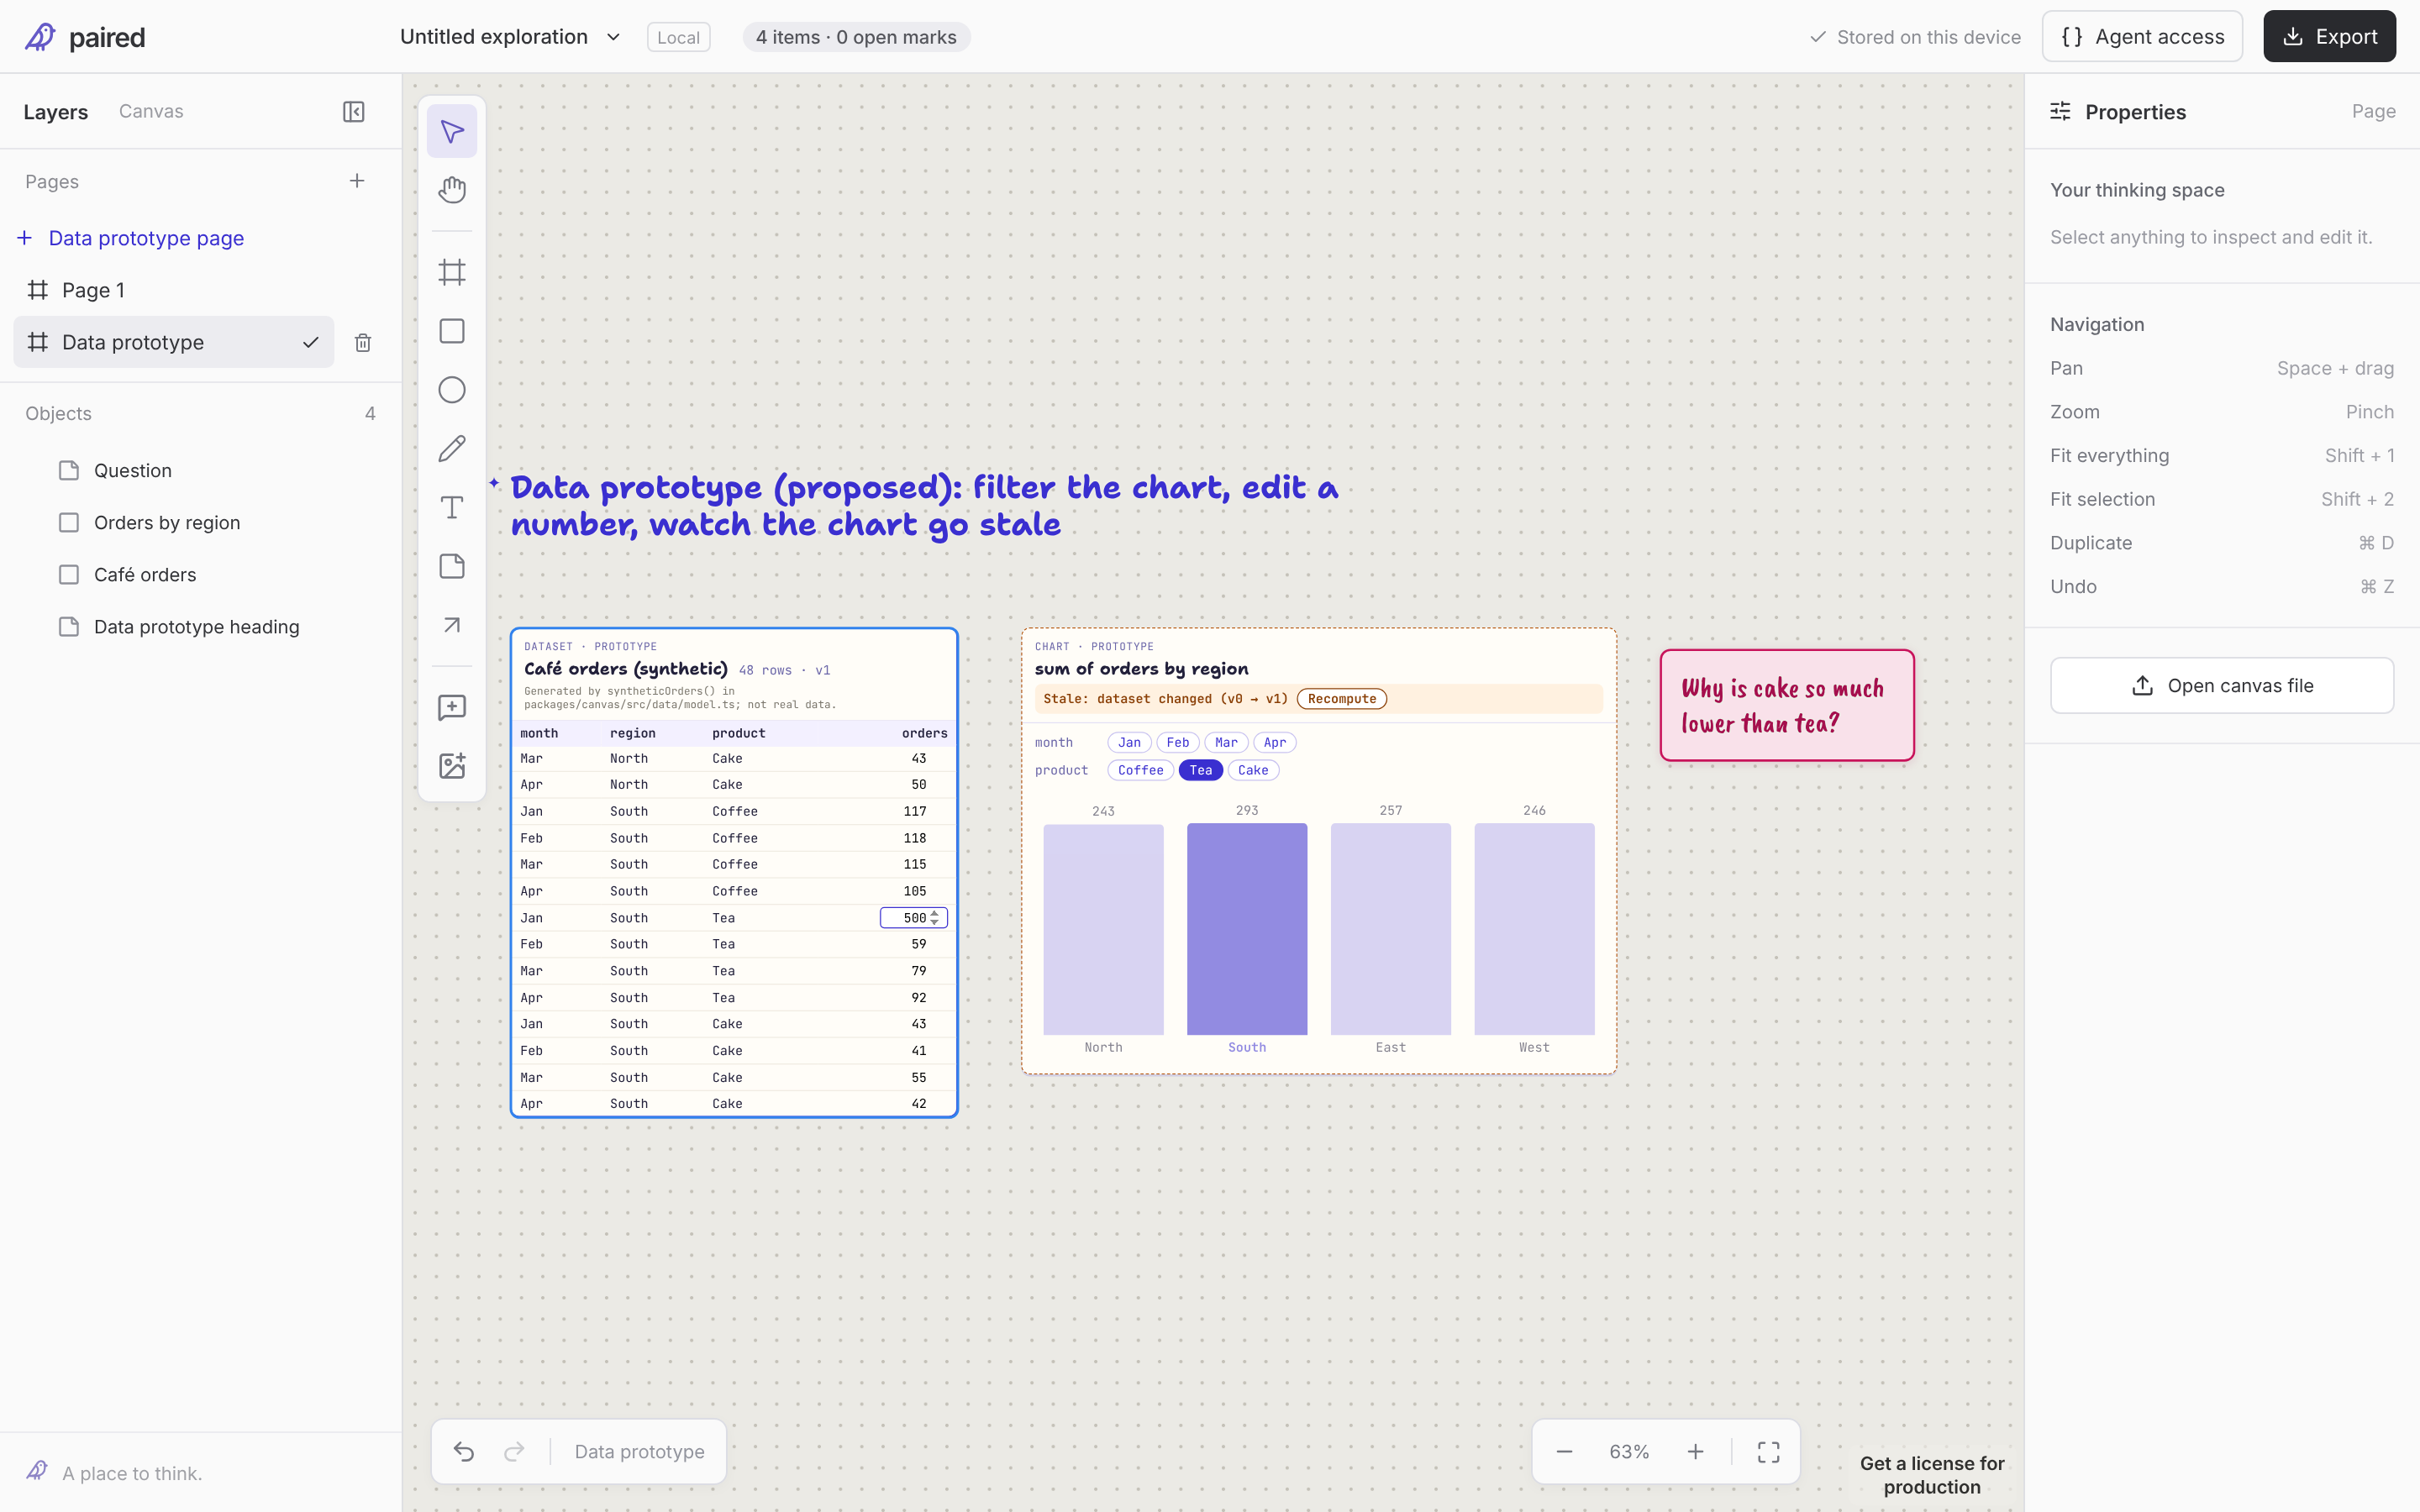 paired
Untitled exploration
Local
4 items · 0 open marks
Stored on this device
{ } Agent access
Export
Layers
Canvas
Pages
+ Data prototype page
Page 1
Data prototype
Objects
4
Question
Orders by region
Café orders
Data prototype heading
A place to think.
Data prototype (proposed): filter the chart, edit a
number, watch the chart go stale
DATASET · PROTOTYPE
Café orders (synthetic) 48 rows · v1
Generated by syntheticOrders() in
packages/canvas/src/data/model.ts; not real data.
month region product orders
Mar North Cake 43
Apr North Cake 50
Jan South Coffee 117
Feb South Coffee 118
Mar South Coffee 115
Apr South Coffee 105
Jan South Tea 500
Feb South Tea 59
Mar South Tea 79
Apr South Tea 92
Jan South Cake 43
Feb South Cake 41
Mar South Cake 55
Apr South Cake 42
CHART · PROTOTYPE
sum of orders by region
Stale: dataset changed (v0 → v1) Recompute
month Jan Feb Mar Apr
product Coffee Tea Cake
243 293 257 246
North South East West
Why is cake so much
lower than tea?
Data prototype
63%
Get a license for
production
Properties
Page
Your thinking space
Select anything to inspect and edit it.
Navigation
Pan Space + drag
Zoom Pinch
Fit everything Shift + 1
Fit selection Shift + 2
Duplicate ⌘ D
Undo ⌘ Z
Open canvas file